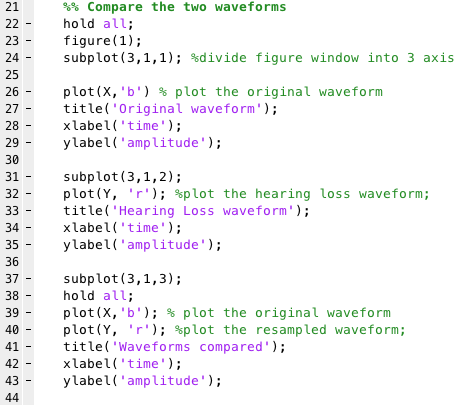 21 %% Compare the two waveforms
22 - hold all;
23 - figure(1);
24 - subplot(3,1,1); %divide figure window into 3 axis
25
26 - plot(X,'b') % plot the original waveform
27 - title('Original waveform');
28 - xlabel('time');
29 - ylabel('amplitude');
30
31 - subplot(3,1,2);
32 - plot(Y, 'r'); %plot the hearing loss waveform;
33 - title('Hearing Loss waveform');
34 - xlabel('time');
35 - ylabel('amplitude');
36
37 - subplot(3,1,3);
38 - hold all;
39 - plot(X,'b'); % plot the original waveform
40 - plot(Y, 'r'); %plot the resampled waveform;
41 - title('Waveforms compared');
42 - xlabel('time');
43 - ylabel('amplitude');
44